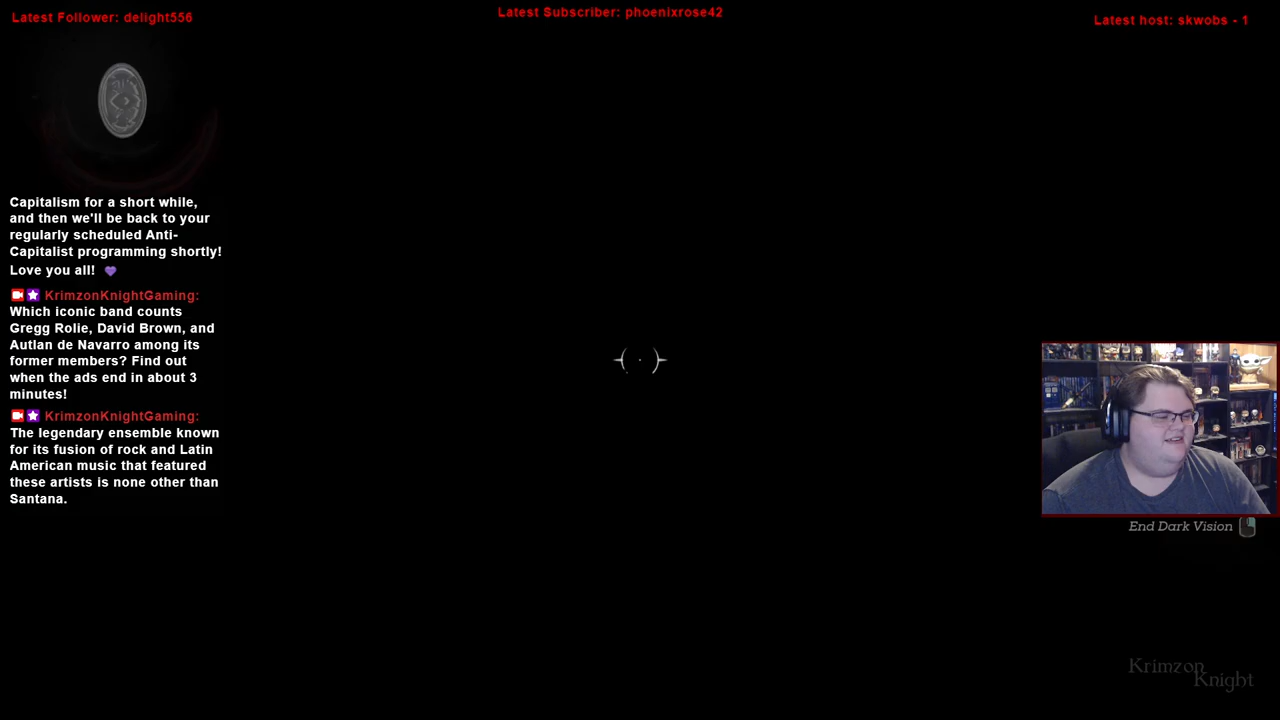 Latest Follower: delight556
Latest Subscriber: phoenixrose42
Latest host: skwobs - 1
Capitalism for a short while,
and then we'll be back to your
regularly scheduled Anti-
Capitalist programming shortly!
Love you all!
KrimzonKnightGaming:
Which iconic band counts
Gregg Rolie, David Brown, and
Autlan de Navarro among its
former members? Find out
when the ads end in about 3
minutes!
KrimzonKnightGaming:
The legendary ensemble known
for its fusion of rock and Latin
American music that featured
these artists is none other than
Santana.
End Dark Vision
Krimzon
Knight